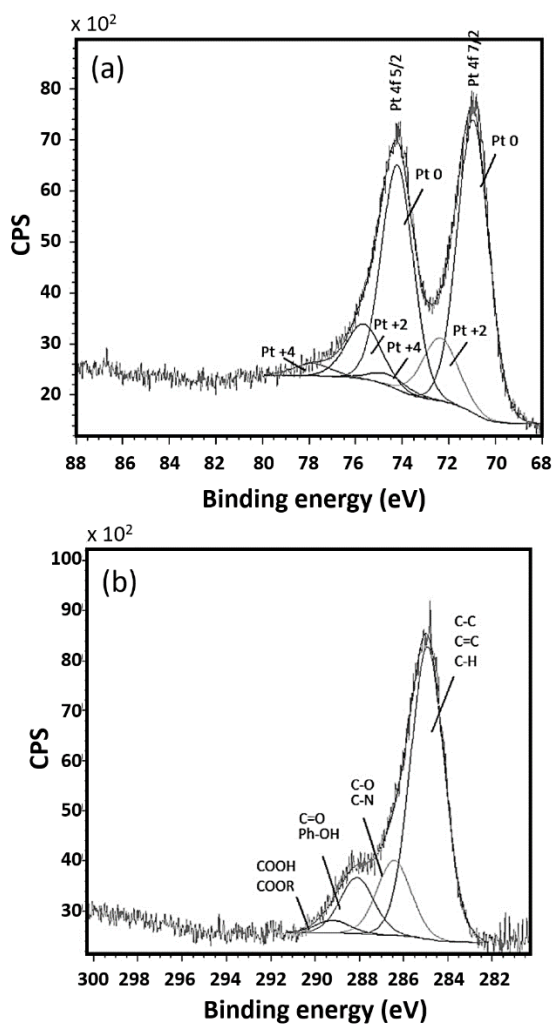 x 10²
(a)
Pt 4f 5/2
Pt 4f 7/2
90
80
70
60
50
40
30
20
CPS
Pt 0
Pt 0
Pt +2
Pt +4
Pt +2
Pt +4
88 86 84 82 80 78 76 74 72 70 68
Binding energy (eV)
x 10²
(b)
100
90
80
70
60
50
40
30
CPS
C-C
C=C
C-H
C-O
C-N
C=O
Ph-OH
COOH
COOR
300 298 296 294 292 290 288 286 284 282
Binding energy (eV)